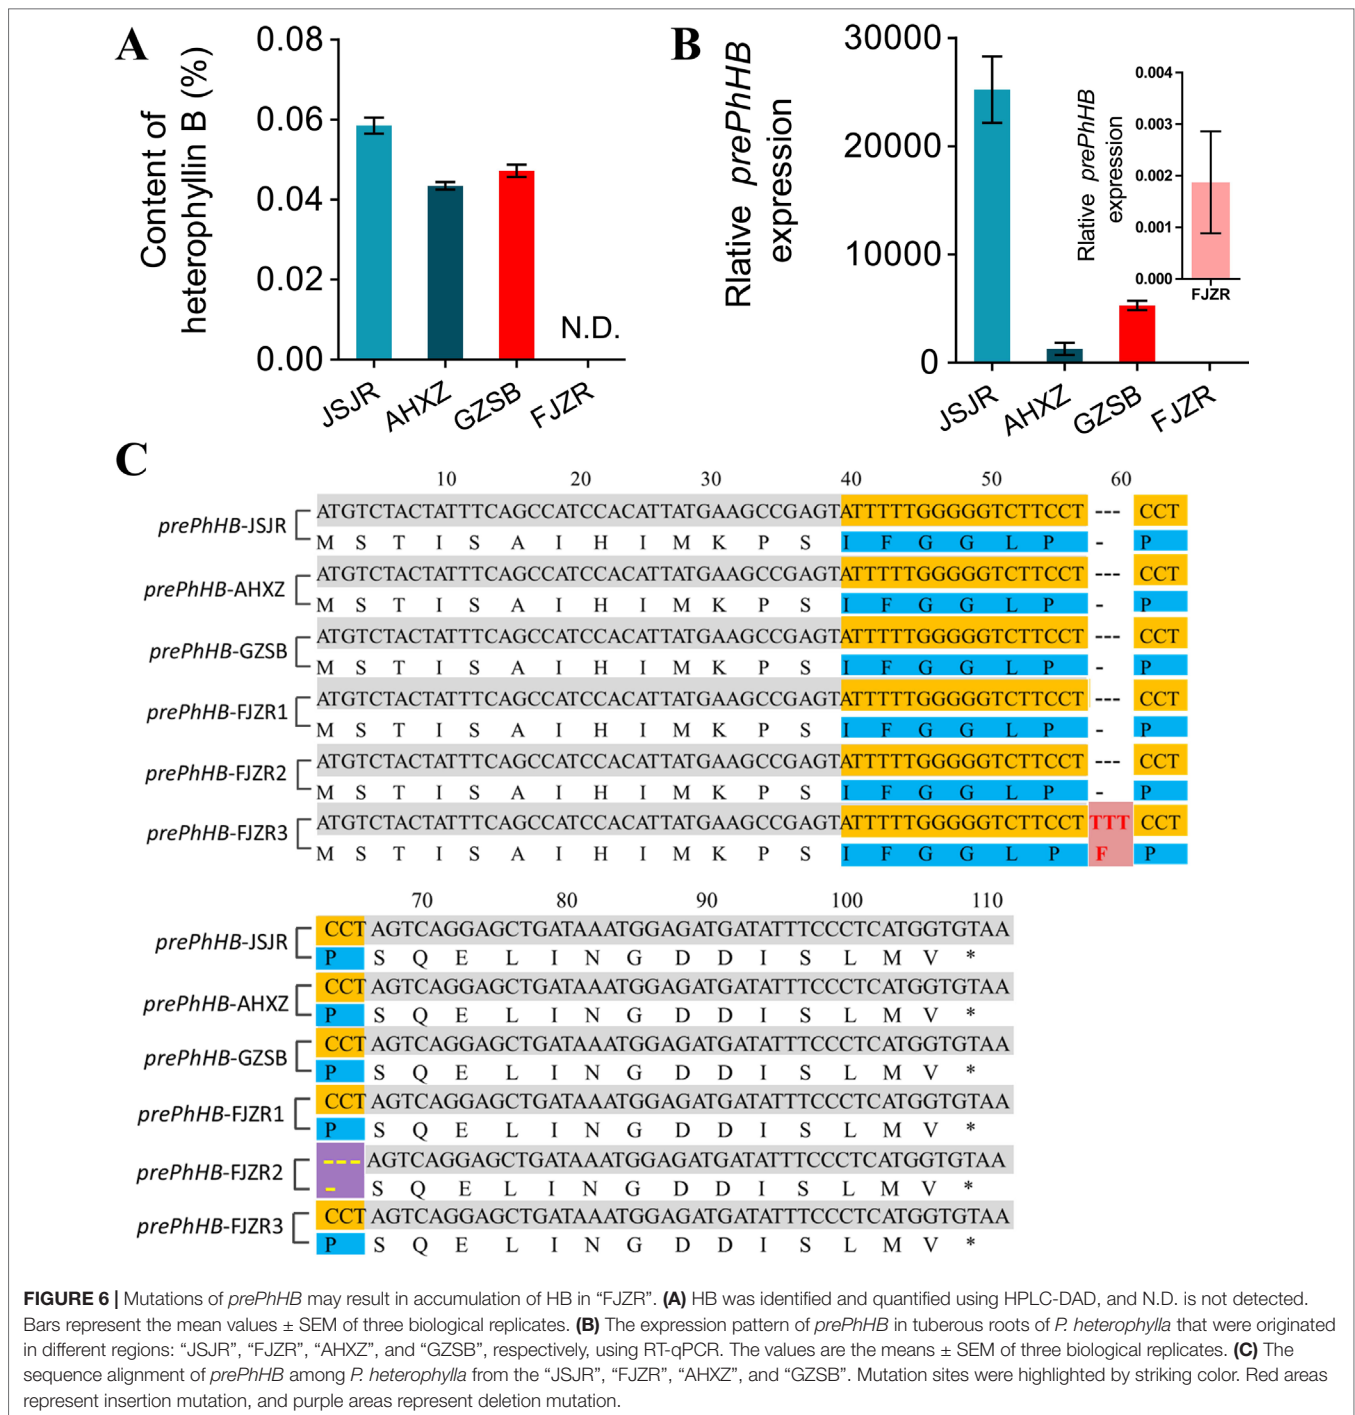 A
Content of
heterophyllin B (%)
0.08
0.06
0.04
0.02
0.00
N.D.
JSJR
AHXZ
GZSB
FJZR
B
Rlative prePhHB
expression
30000
20000
10000
0
JSJR
AHXZ
GZSB
FJZR
Rlative prePhHB
expression
0.004
0.003
0.002
0.001
0.000
FJZR
C
10 20 30 40 50 60
prePhHB-JSJR
ATGTCTACTATTTCAGCCATCCACATTATGAAGCCGAGTATTTTTGGGGGTCTTCCT --- CCT
M S T I S A I H I M K P S I F G G L P - P
prePhHB-AHXZ
ATGTCTACTATTTCAGCCATCCACATTATGAAGCCGAGTATTTTTGGGGGTCTTCCT --- CCT
M S T I S A I H I M K P S I F G G L P - P
prePhHB-GZSB
ATGTCTACTATTTCAGCCATCCACATTATGAAGCCGAGTATTTTTGGGGGTCTTCCT --- CCT
M S T I S A I H I M K P S I F G G L P - P
prePhHB-FJZR1
ATGTCTACTATTTCAGCCATCCACATTATGAAGCCGAGTATTTTTGGGGGTCTTCCT --- CCT
M S T I S A I H I M K P S I F G G L P - P
prePhHB-FJZR2
ATGTCTACTATTTCAGCCATCCACATTATGAAGCCGAGTATTTTTGGGGGTCTTCCT --- CCT
M S T I S A I H I M K P S I F G G L P - P
prePhHB-FJZR3
ATGTCTACTATTTCAGCCATCCACATTATGAAGCCGAGTATTTTTGGGGGTCTTCCT TTT CCT
M S T I S A I H I M K P S I F G G L P F P
70 80 90 100 110
prePhHB-JSJR
CCT AGTCAGGAGCTGATAAATGGAGATGATATTTCCCTCATGGTGTAA
P S Q E L I N G D D I S L M V *
prePhHB-AHXZ
CCT AGTCAGGAGCTGATAAATGGAGATGATATTTCCCTCATGGTGTAA
P S Q E L I N G D D I S L M V *
prePhHB-GZSB
CCT AGTCAGGAGCTGATAAATGGAGATGATATTTCCCTCATGGTGTAA
P S Q E L I N G D D I S L M V *
prePhHB-FJZR1
CCT AGTCAGGAGCTGATAAATGGAGATGATATTTCCCTCATGGTGTAA
P S Q E L I N G D D I S L M V *
prePhHB-FJZR2
--- AGTCAGGAGCTGATAAATGGAGATGATATTTCCCTCATGGTGTAA
- S Q E L I N G D D I S L M V *
prePhHB-FJZR3
CCT AGTCAGGAGCTGATAAATGGAGATGATATTTCCCTCATGGTGTAA
P S Q E L I N G D D I S L M V *
FIGURE 6 | Mutations of prePhHB may result in accumulation of HB in “FJZR”. (A) HB was identified and quantified using HPLC-DAD, and N.D. is not detected.
Bars represent the mean values ± SEM of three biological replicates. (B) The expression pattern of prePhHB in tuberous roots of P. heterophylla that were originated
in different regions: “JSJR”, “FJZR”, “AHXZ”, and “GZSB”, respectively, using RT-qPCR. The values are the means ± SEM of three biological replicates. (C) The
sequence alignment of prePhHB among P. heterophylla from the “JSJR”, “FJZR”, “AHXZ”, and “GZSB”. Mutation sites were highlighted by striking color. Red areas
represent insertion mutation, and purple areas represent deletion mutation.